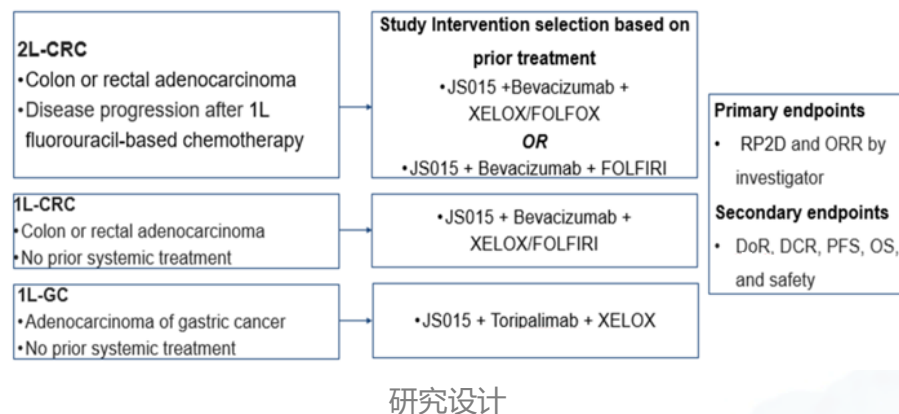 2L-CRC
•Colon or rectal adenocarcinoma
•Disease progression after 1L
fluorouracil-based chemotherapy
Study Intervention selection based on
prior treatment
•JS015 +Bevacizumab +
XELOX/FOLFOX
OR
•JS015 + Bevacizumab + FOLFIRI
1L-CRC
•Colon or rectal adenocarcinoma
•No prior systemic treatment
•JS015 + Bevacizumab +
XELOX/FOLFIRI
1L-GC
•Adenocarcinoma of gastric cancer
•No prior systemic treatment
•JS015 + Toripalimab + XELOX
Primary endpoints
• RP2D and ORR by
investigator
Secondary endpoints
• DoR, DCR, PFS, OS,
and safety
研究设计